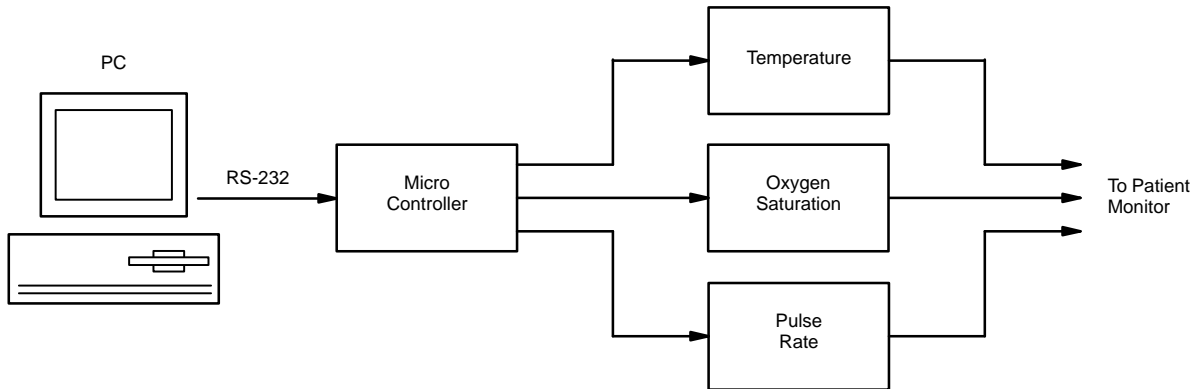 PC
RS-232
Micro
Controller
Temperature
Oxygen
Saturation
Pulse
Rate
To Patient
Monitor